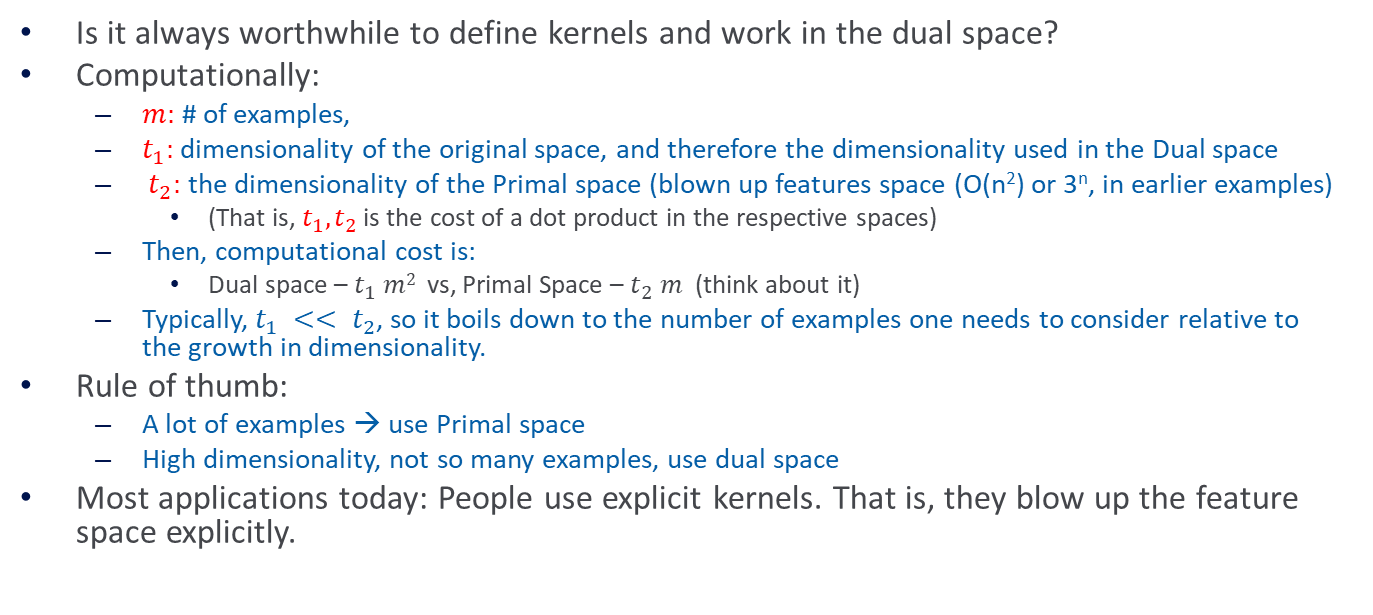 • Is it always worthwhile to define kernels and work in the dual space?
• Computationally:
– m: # of examples,
– t₁: dimensionality of the original space, and therefore the dimensionality used in the Dual space
– t₂: the dimensionality of the Primal space (blown up features space (O(n²) or 3ⁿ, in earlier examples)
• (That is, t₁,t₂ is the cost of a dot product in the respective spaces)
– Then, computational cost is:
• Dual space – t₁ m² vs, Primal Space – t₂ m (think about it)
– Typically, t₁ << t₂, so it boils down to the number of examples one needs to consider relative to
the growth in dimensionality.
• Rule of thumb:
– A lot of examples → use Primal space
– High dimensionality, not so many examples, use dual space
• Most applications today: People use explicit kernels. That is, they blow up the feature
space explicitly.